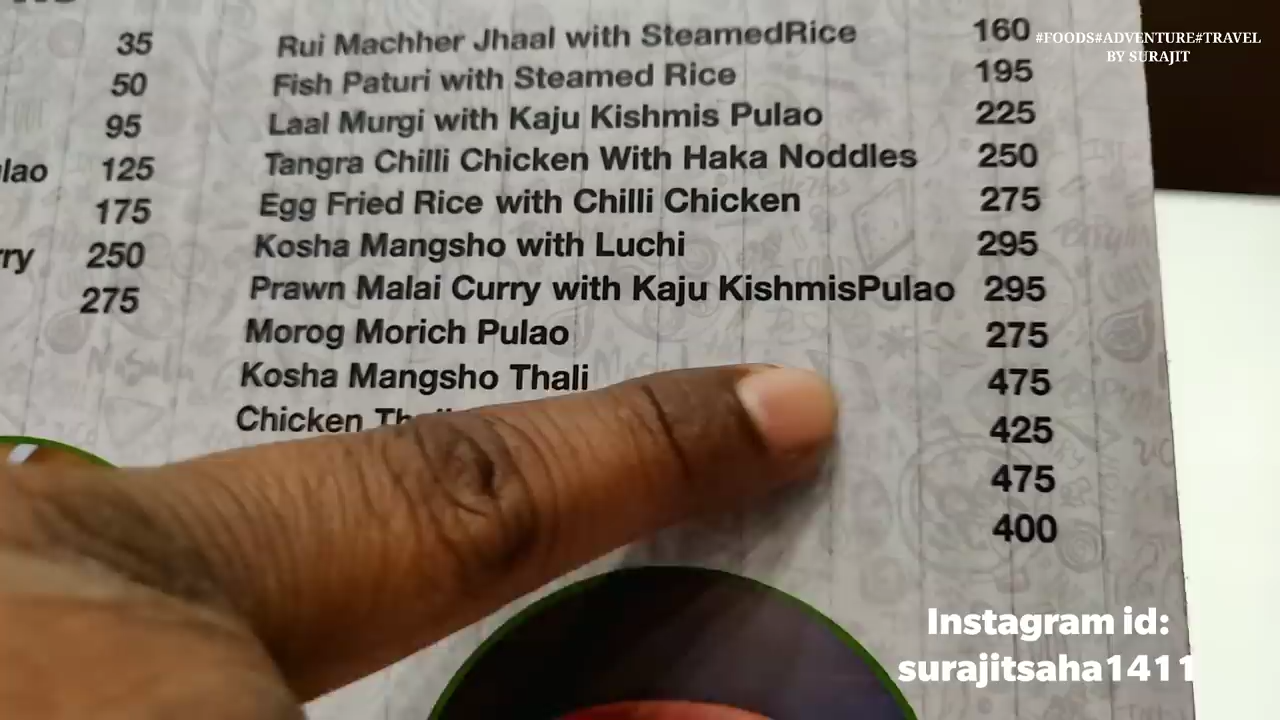 35 Rui Machher Jhaal with SteamedRice 160
50 Fish Paturi with Steamed Rice 195
95 Laal Murgi with Kaju Kishmis Pulao 225
lao 125 Tangra Chilli Chicken With Haka Noddles 250
175 Egg Fried Rice with Chilli Chicken 275
ry 250 Kosha Mangsho with Luchi 295
275 Prawn Malai Curry with Kaju KishmisPulao 295
Morog Morich Pulao 275
Kosha Mangsho Thali 475
Chicken 425
475
400
#FOODS#ADVENTURE#TRAVEL
BY SURAJIT
Instagram id:
surajitsaha1411